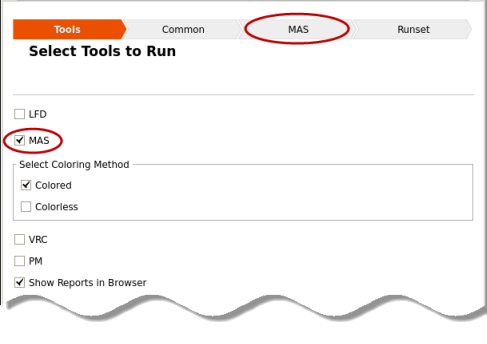 Tools Common MAS Runset
Select Tools to Run
LFD
MAS
Select Coloring Method
Colored
Colorless
VRC
PM
Show Reports in Browser